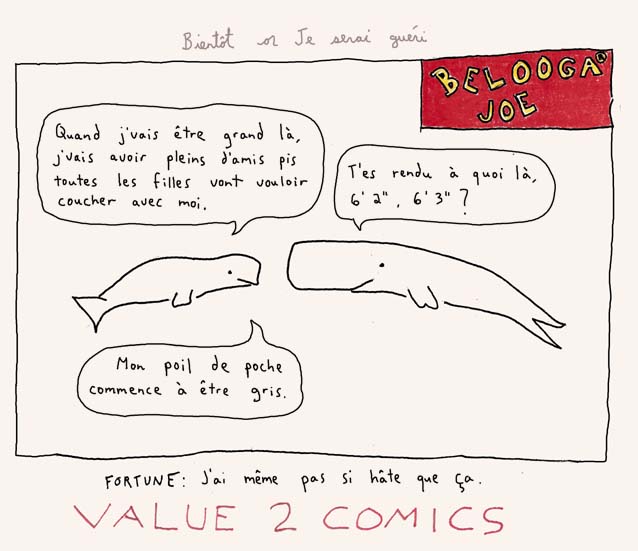 Bientôt or Je serai guéri
BELOOGA
JOE
Quand j'vais être grand là,
j'vais avoir pleins d'amis pis
toutes les filles vont vouloir
coucher avec moi.
T'es rendu à quoi là,
6'2", 6'3"?
Mon poil de poche
commence à être gris.
FORTUNE: J'ai même pas si hâte que ça.
VALUE 2 COMICS